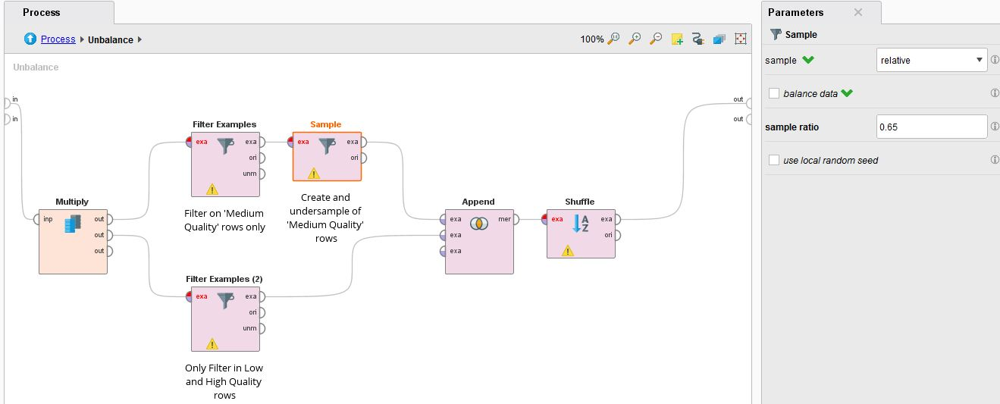 Process
Process Unbalance
100%
Unbalance
in
in
Multiply
inp out
out
out
Filter Examples
exa exa
ori
unm
Filter on 'Medium
Quality' rows only
Sample
exa exa
ori
Create and
undersample of
'Medium Quality'
rows
Filter Examples (2)
exa exa
ori
unm
Only Filter in Low
and High Quality
rows
Append
exa mer
exa
exa
Shuffle
exa exa
ori
A
Z
out
out
Parameters
Sample
sample relative
balance data
sample ratio 0.65
use local random seed